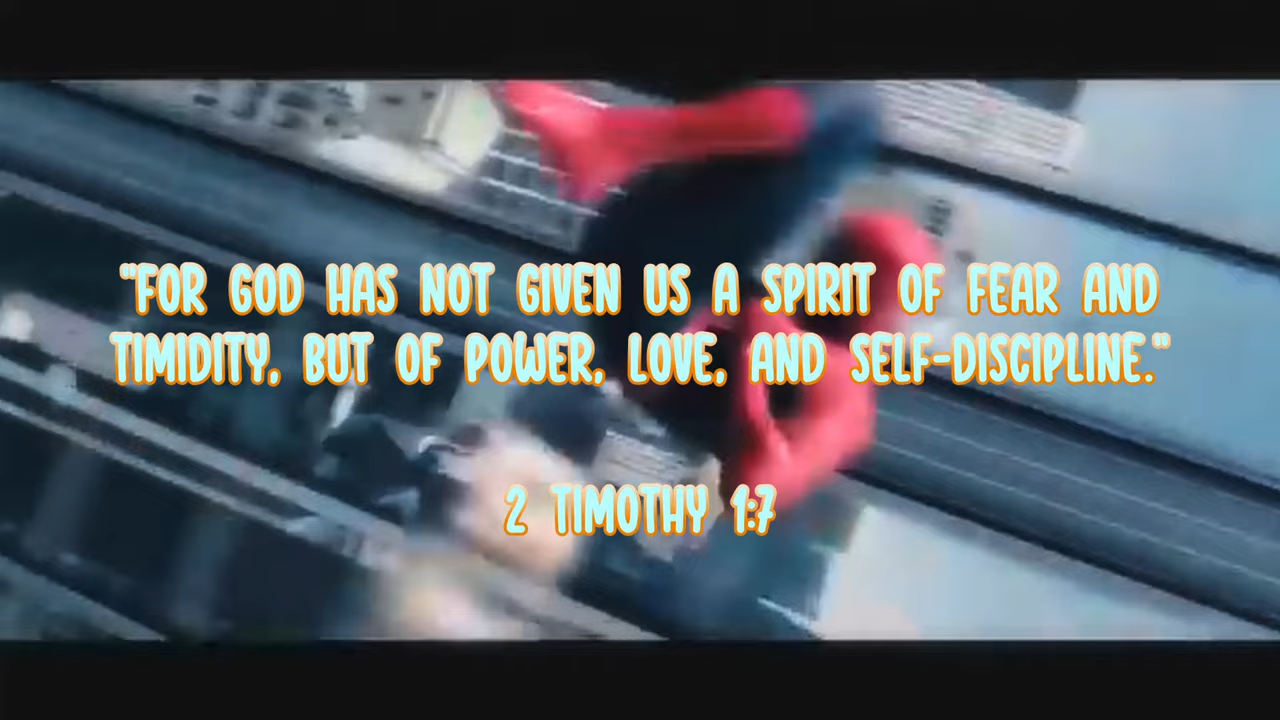 "FOR GOD HAS NOT GIVEN US A SPIRIT OF FEAR AND
TIMIDITY, BUT OF POWER, LOVE, AND SELF-DISCIPLINE."
2 TIMOTHY 1:7